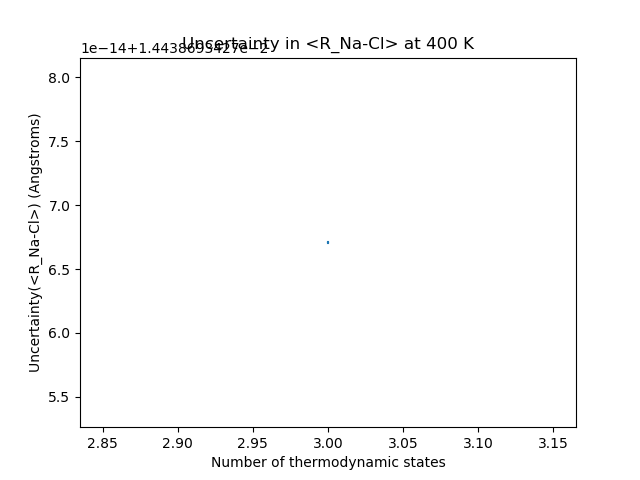 Uncertainty in <R_Na-Cl> at 400 K
1e−14+1.4438695427e−2
8.0
7.5
7.0
6.5
6.0
5.5
Uncertainty(<R_Na-Cl>) (Angstroms)
2.85 2.90 2.95 3.00 3.05 3.10 3.15
Number of thermodynamic states